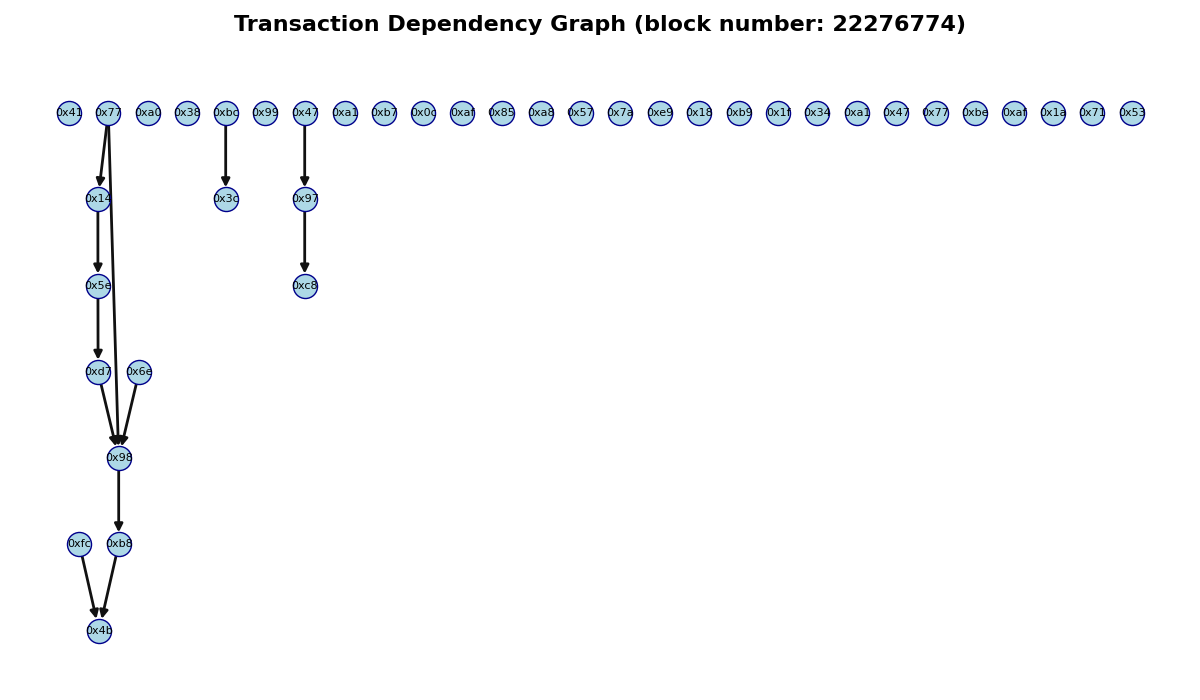 Transaction Dependency Graph (block number: 22276774)
0x41 0x77 0xa0 0x38 0xbc 0x99 0x47 0xa1 0xb7 0x0c 0xaf 0x85 0xa8 0x57 0x7a 0xe9 0x18 0xb9 0x1f 0x34 0xa1 0x47 0x77 0xbe 0xaf 0x1a 0x71 0x53
0x14 0x3c 0x97
0x5e 0xc8
0xd7 0x6e
0x98
0xfc 0xb8
0x4b